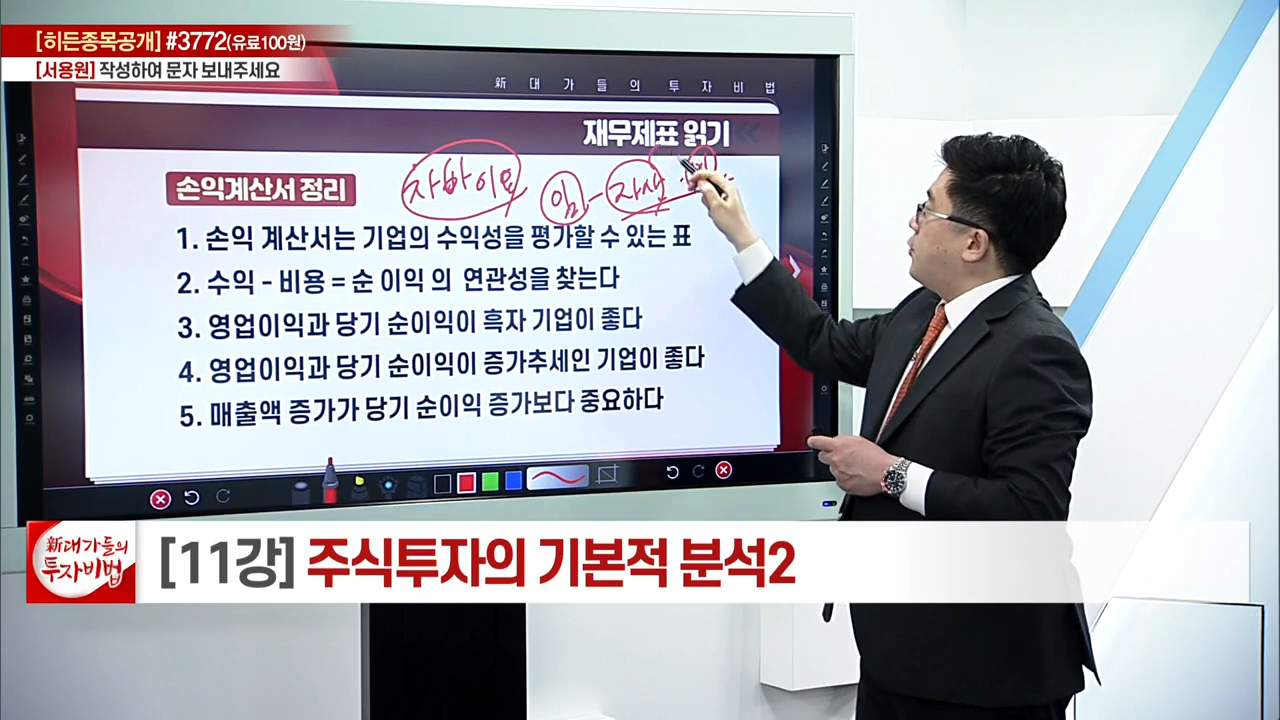 [히든종목공개] #3772(유료100원)
[서용원] 작성하여 문자 보내주세요
新 대 가 들 의 투 자 비 법
재무제표 읽기
차바이오
임 - 자산
손익계산서 정리
1. 손익 계산서는 기업의 수익성을 평가할 수 있는 표
2. 수익 - 비용 = 순 이익 의 연관성을 찾는다
3. 영업이익과 당기 순이익이 흑자 기업이 좋다
4. 영업이익과 당기 순이익이 증가추세인 기업이 좋다
5. 매출액 증가가 당기 순이익 증가보다 중요하다
新대가들의
투자비법
[11강] 주식투자의 기본적 분석2